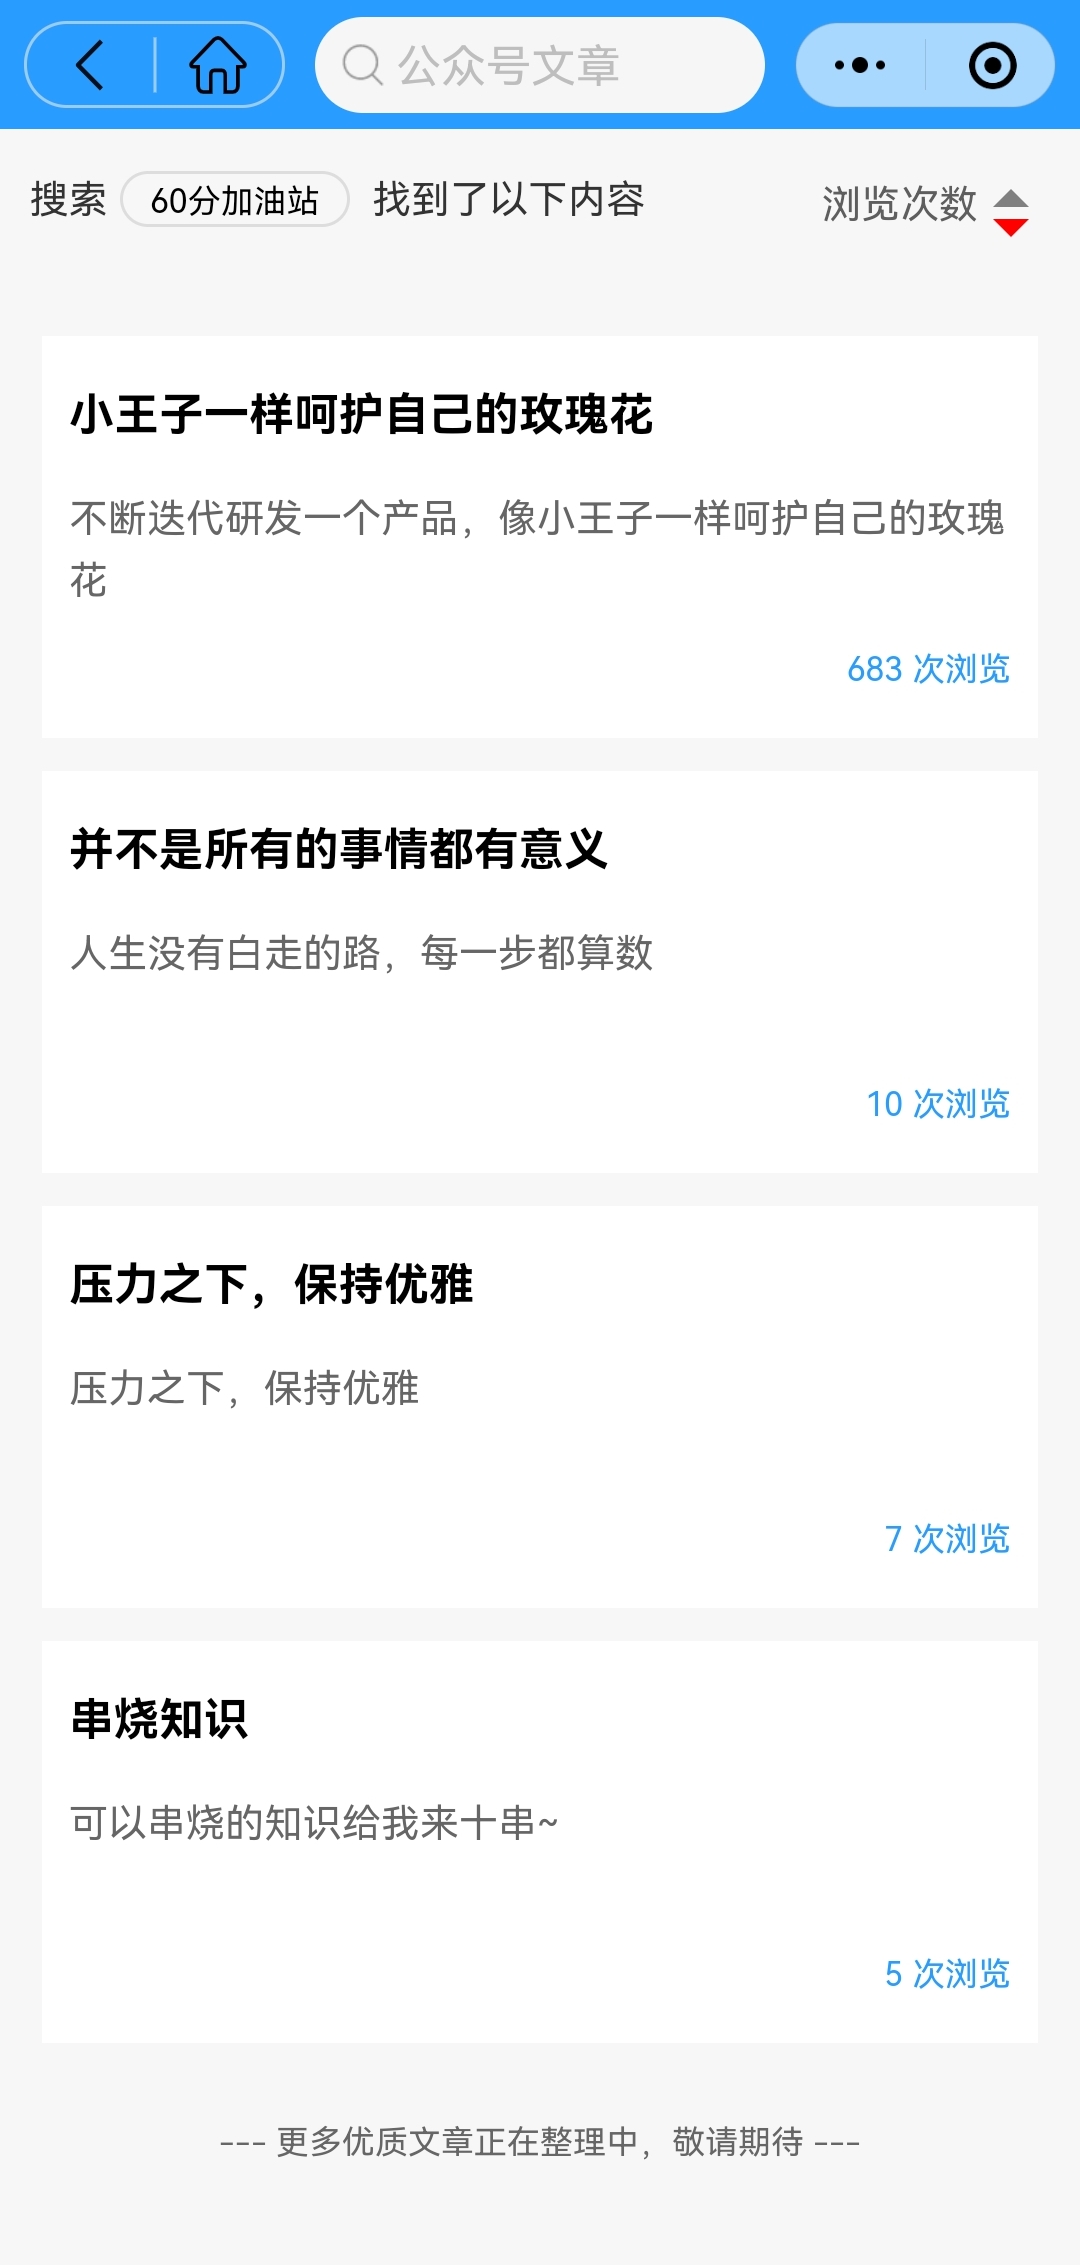 公众号文章
搜索 60分加油站 找到了以下内容 浏览次数
小王子一样呵护自己的玫瑰花
不断迭代研发一个产品，像小王子一样呵护自己的玫瑰
花
683 次浏览
并不是所有的事情都有意义
人生没有白走的路，每一步都算数
10 次浏览
压力之下，保持优雅
压力之下，保持优雅
7 次浏览
串烧知识
可以串烧的知识给我来十串~
5 次浏览
--- 更多优质文章正在整理中，敬请期待 ---